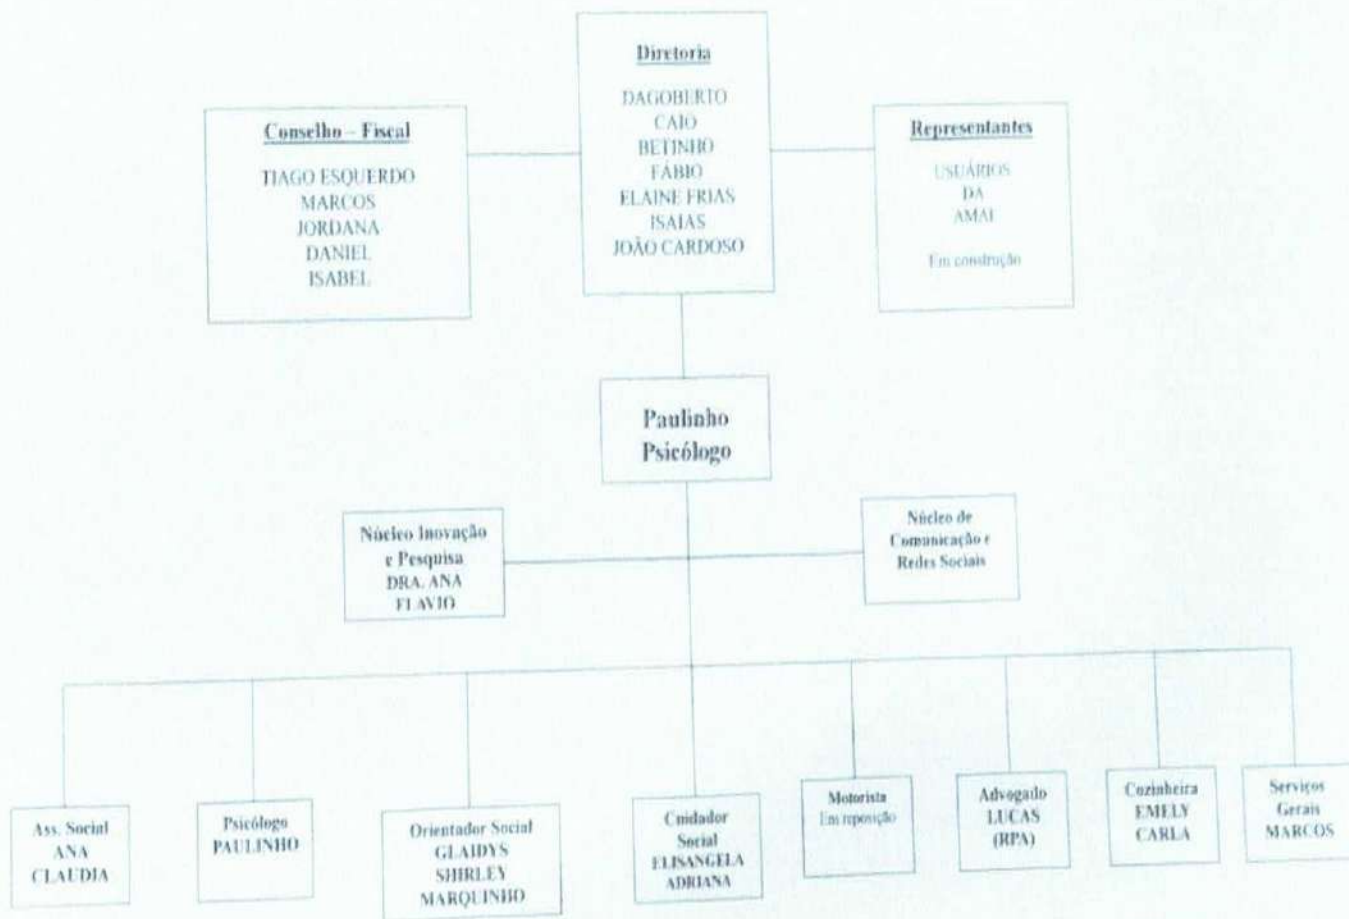 Diretoria
DAGOBERTO
CAIO
BETINHO
FÁBIO
ELAINE FRIAS
ISAIAS
JOÃO CARDOSO
Conselho – Fiscal
TIAGO ESQUERDO
MARCOS
JORDANA
DANIEL
ISABEL
Representantes
USUÁRIOS
DA
AMAI
Em construção
Paulinho
Psicólogo
Núcleo Inovação
e Pesquisa
DRA. ANA
FLAVIO
Núcleo de
Comunicação e
Redes Sociais
Ass. Social
ANA
CLAUDIA
Psicólogo
PAULINHO
Orientador Social
GLAIDYS
SHIRLEY
MARQUINHO
Cuidador
Social
ELISANGELA
ADRIANA
Motorista
Em reposição
Advogado
LUCAS
(RPA)
Cozinheira
EMELY
CARLA
Serviços
Gerais
MARCOS